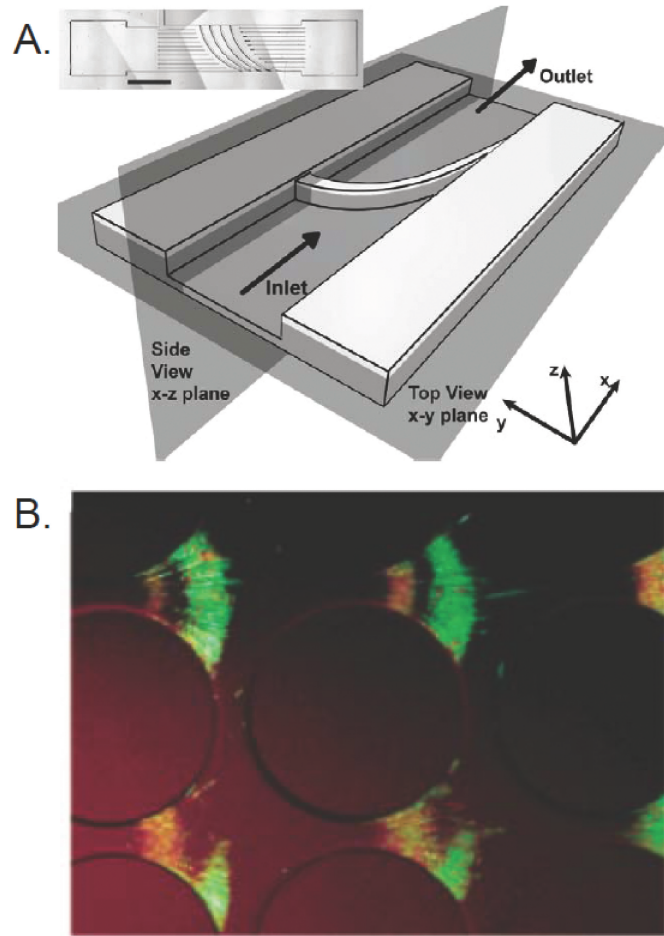 A.
Outlet
Inlet
Side
View
x-z plane
Top View
x-y plane
z
x
y
B.